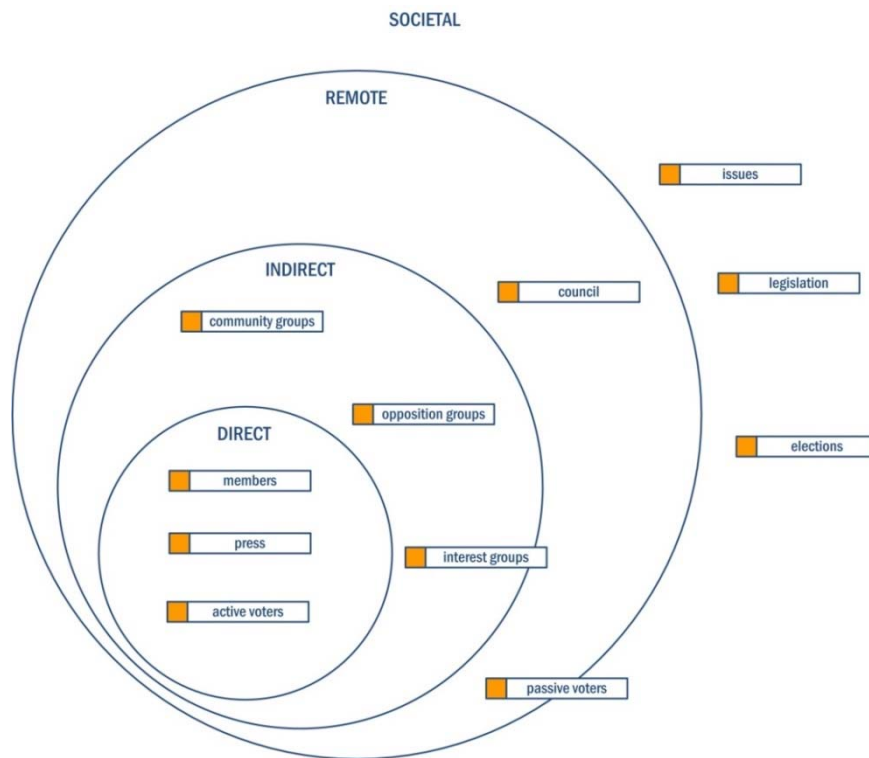 SOCIETAL
REMOTE
issues
INDIRECT
legislation
council
community groups
opposition groups
DIRECT
elections
members
press
interest groups
active voters
passive voters